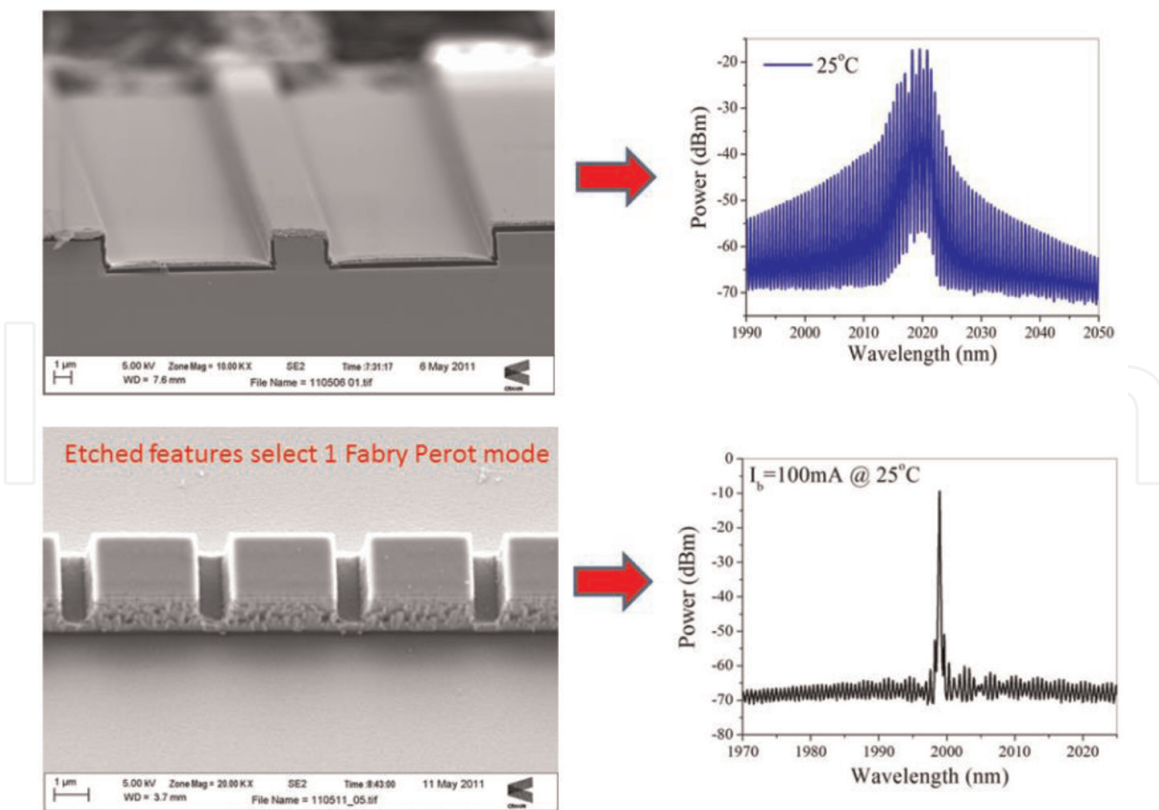 1 µm
5.00 kV Zone Mag = 10.00 KX SE2 Time :7:31:17 6 May 2011
WD = 7.6 mm File Name = 110506 01.tif
25°C
Power (dBm)
-20
-30
-40
-50
-60
-70
1990 2000 2010 2020 2030 2040 2050
Wavelength (nm)
Etched features select 1 Fabry Perot mode
1 µm
5.00 kV Zone Mag = 20.00 KX SE2 Time :8:43:00 11 May 2011
WD = 3.7 mm File Name = 110511_05.tif
I_b=100mA @ 25°C
Power (dBm)
0
-10
-20
-30
-40
-50
-60
-70
-80
1970 1980 1990 2000 2010 2020
Wavelength (nm)